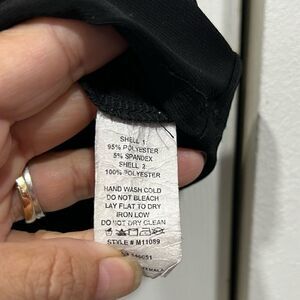 SHELL 1
95% POLYESTER
5% SPANDEX
SHELL 2
100% POLYESTER
HAND WASH COLD
DO NOT BLEACH
LAY FLAT TO DRY
IRON LOW
DO NOT DRY CLEAN
STYLE # M11089